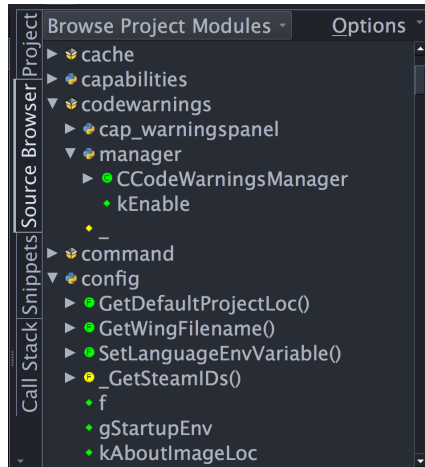 Browse Project Modules
Options
Project
Source Browser
Snippets
Call Stack
cache
capabilities
codewarnings
cap_warningspanel
manager
CCodeWarningsManager
kEnable
_
command
config
GetDefaultProjectLoc()
GetWingFilename()
SetLanguageEnvVariable()
_GetSteamIDs()
f
gStartupEnv
kAboutImageLoc